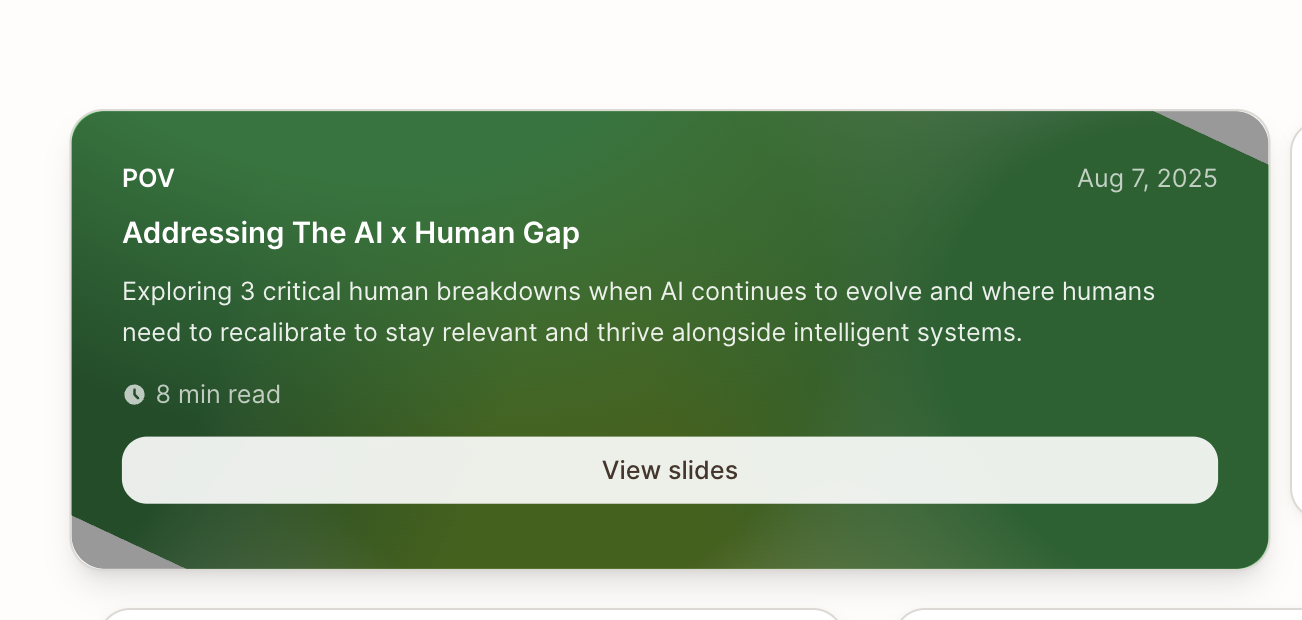 POV
Aug 7, 2025
Addressing The AI x Human Gap
Exploring 3 critical human breakdowns when AI continues to evolve and where humans
need to recalibrate to stay relevant and thrive alongside intelligent systems.
8 min read
View slides